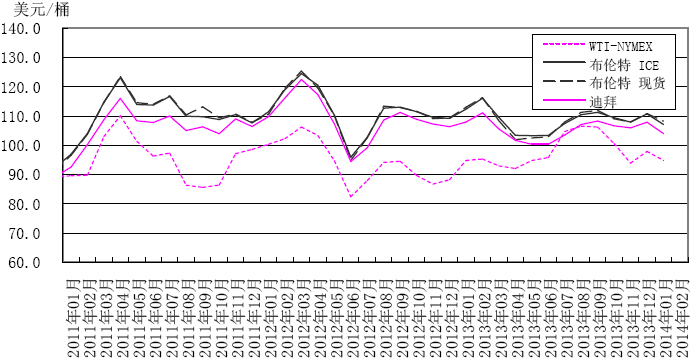 美元/桶
140.0
130.0
120.0
110.0
100.0
90.0
80.0
70.0
60.0
WTI-NYMEX
布伦特 ICE
布伦特 现货
迪拜
2011年01月
2011年02月
2011年03月
2011年04月
2011年05月
2011年06月
2011年07月
2011年08月
2011年09月
2011年10月
2011年11月
2011年12月
2012年01月
2012年02月
2012年03月
2012年04月
2012年05月
2012年06月
2012年07月
2012年08月
2012年09月
2012年10月
2012年11月
2012年12月
2013年01月
2013年02月
2013年03月
2013年04月
2013年05月
2013年06月
2013年07月
2013年08月
2013年09月
2013年10月
2013年11月
2013年12月
2014年01月
2014年02月